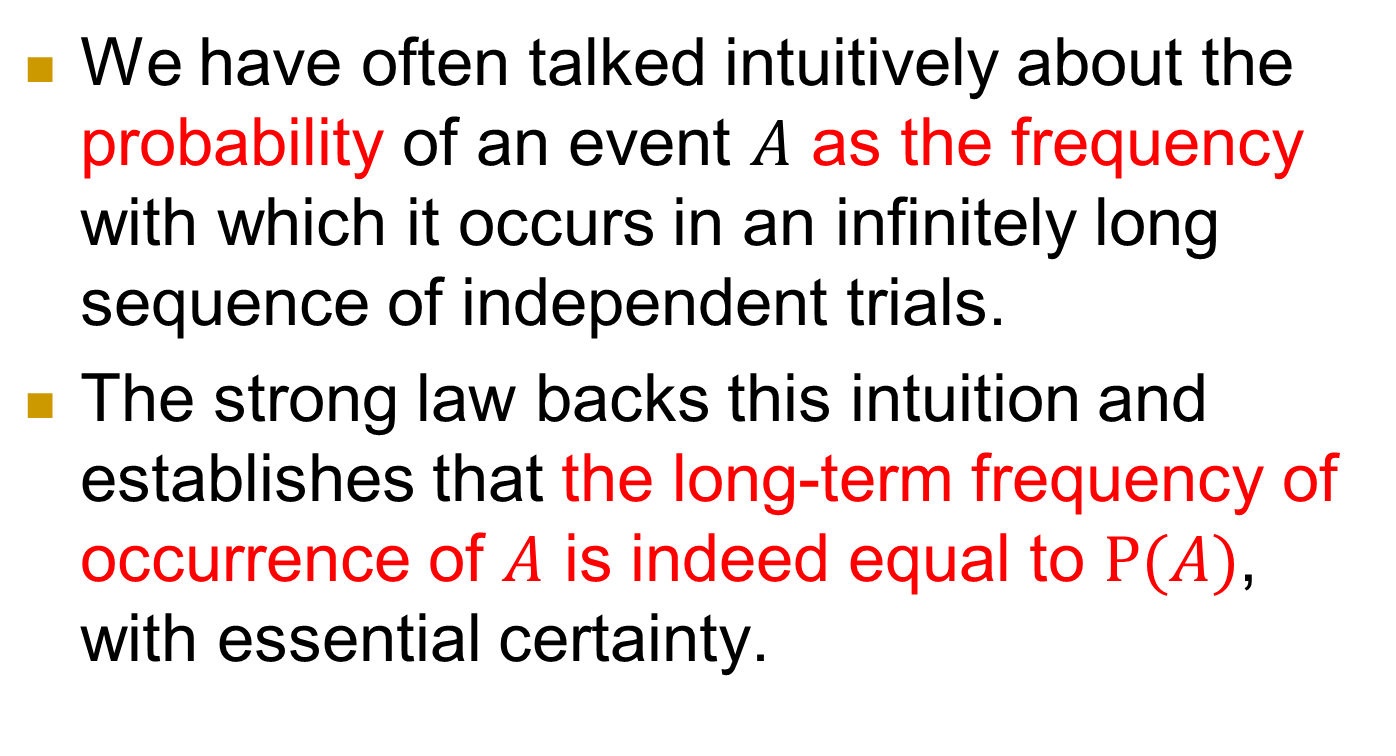 ■ We have often talked intuitively about the
probability of an event A as the frequency
with which it occurs in an infinitely long
sequence of independent trials.
■ The strong law backs this intuition and
establishes that the long-term frequency of
occurrence of A is indeed equal to P(A),
with essential certainty.